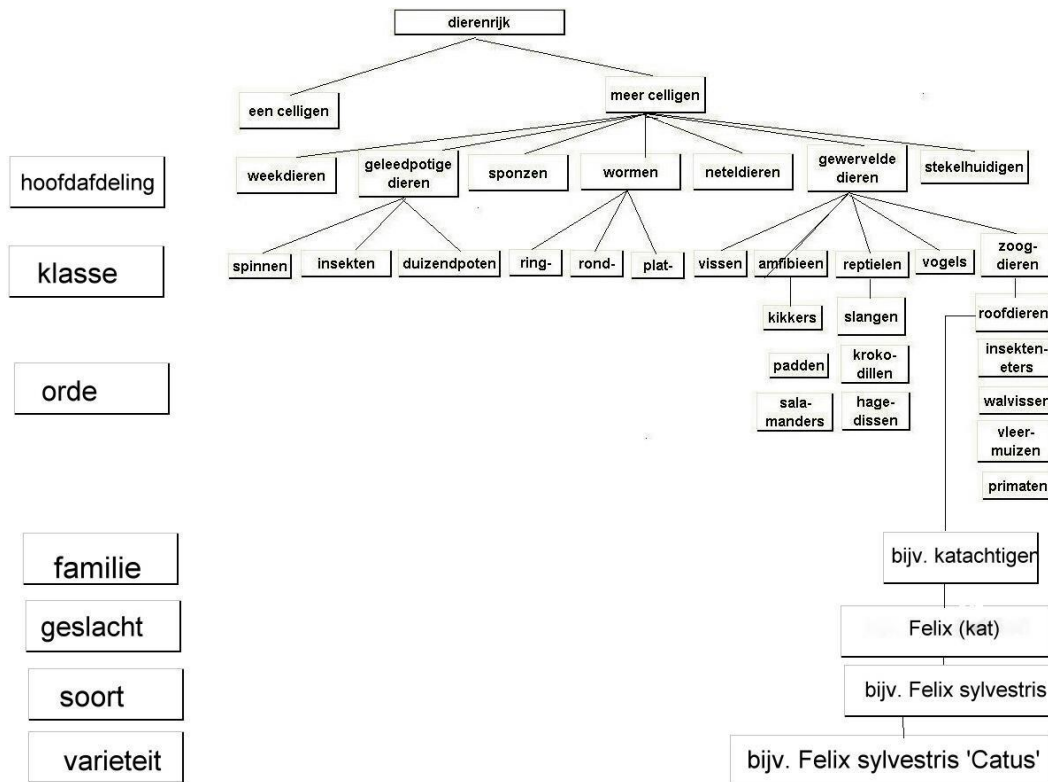 dierenrijk
een celligen
meer celligen
hoofdafdeling
weekdieren
geleedpotige
dieren
sponzen
wormen
neteldieren
gewervelde
dieren
stekelhuidigen
klasse
spinnen
insekten
duizendpoten
ring-
rond-
plat-
vissen
amfibieen
reptielen
vogels
zoog-
dieren
orde
kikkers
padden
sala-
manders
slangen
kroko-
dillen
hage-
dissen
roofdieren
insekten-
eters
walvissen
vleer-
muizen
primaten
familie
bijv. katachtigen
geslacht
Felix (kat)
soort
bijv. Felix sylvestris
varieteit
bijv. Felix sylvestris 'Catus'